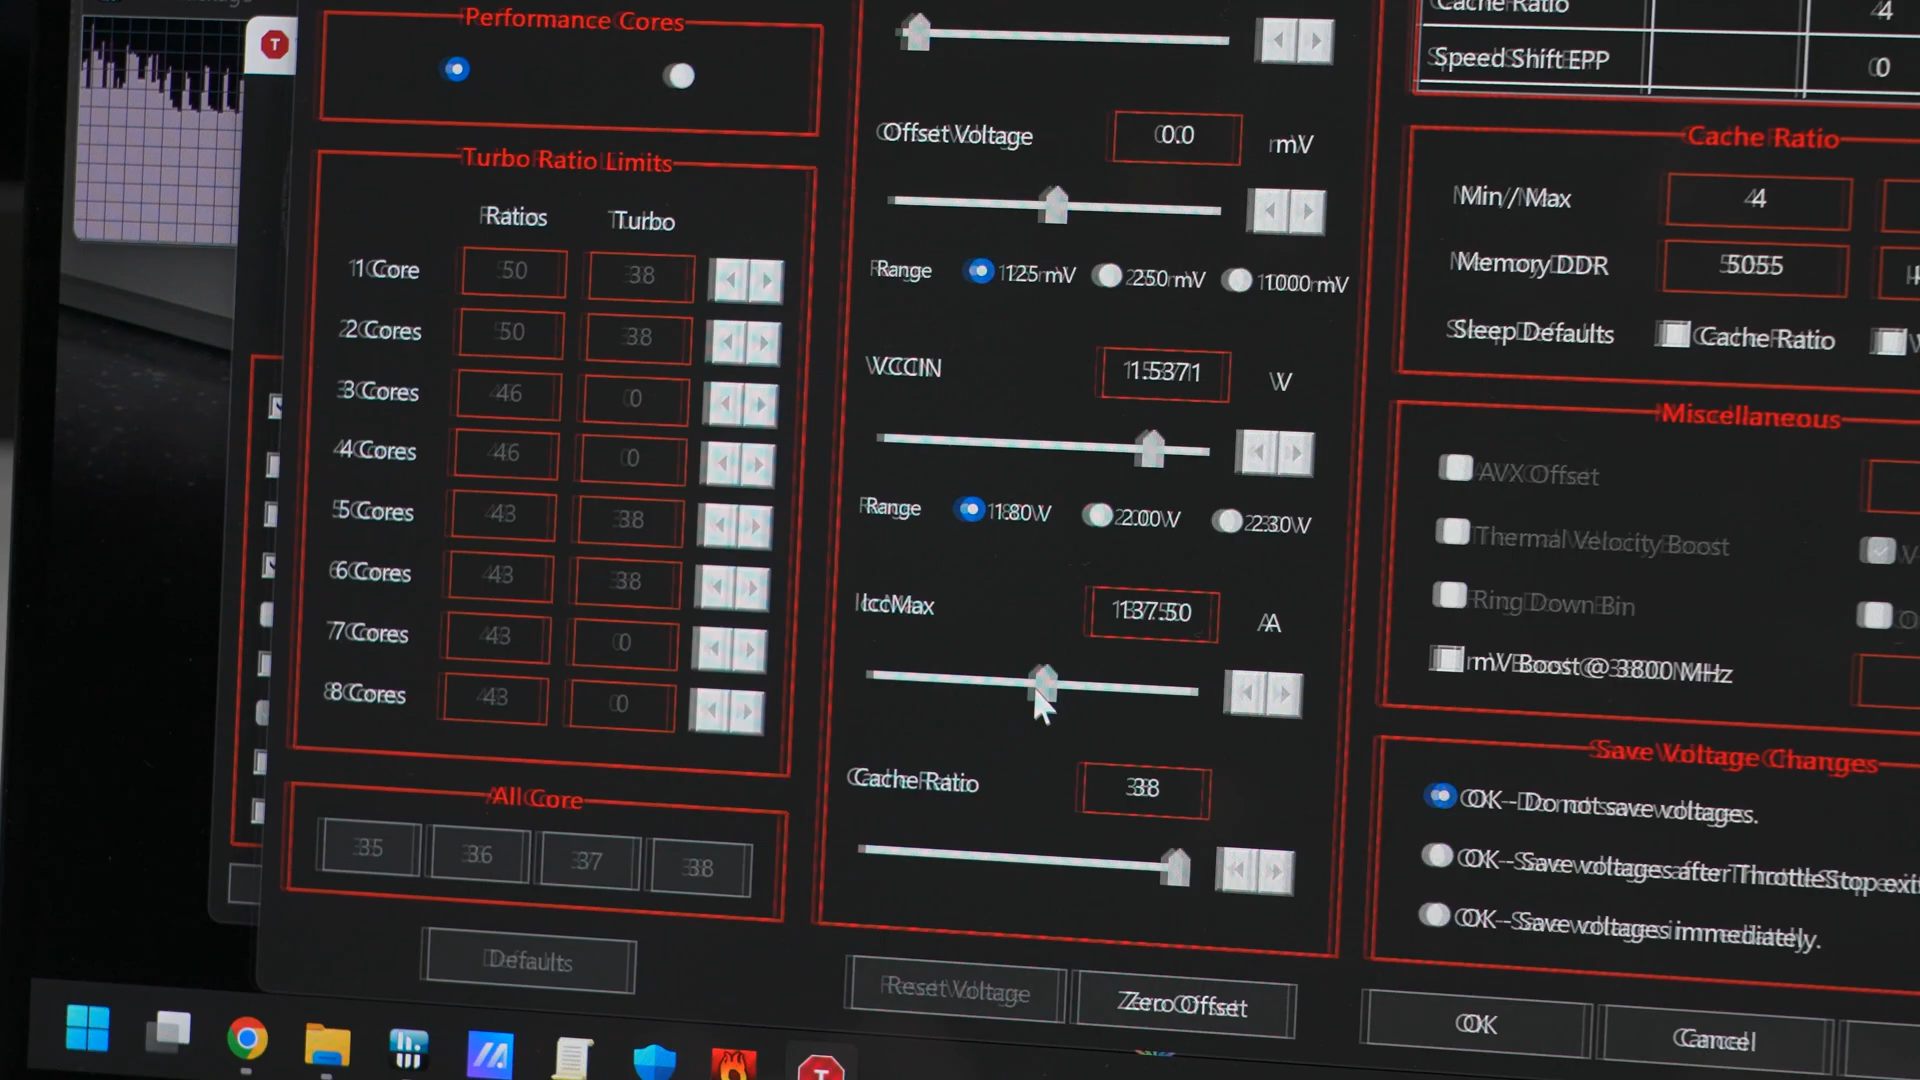 Performance Cores
Turbo Ratio Limits
Ratios Turbo
1 Core 50 38
2 Cores 50 38
3 Cores 46 0
4 Cores 46 0
5 Cores 43 38
6 Cores 43 38
7 Cores 43 0
8 Cores 43 0
All Core
35 36 37 38
Defaults
Offset Voltage 0.0 mV
Range 125 mV 250 mV 1000 mV
VCCIN 1.5371 V
Range 1.80 V 2.00 V 2.30 V
IccMax 137.50 A
Cache Ratio 38
Reset Voltage Zero Offset
Cache Ratio 4
Speed Shift EPP 0
Cache Ratio
Min / Max 4
Memory DDR 5055
Sleep Defaults Cache Ratio
Miscellaneous
AVX Offset
Thermal Velocity Boost
Ring Down Bin
mV Boost @ 3800 MHz
Save Voltage Changes
OK - Do not save voltages.
OK - Save voltages after ThrottleStop exit
OK - Save voltages immediately.
OK Cancel
T
T